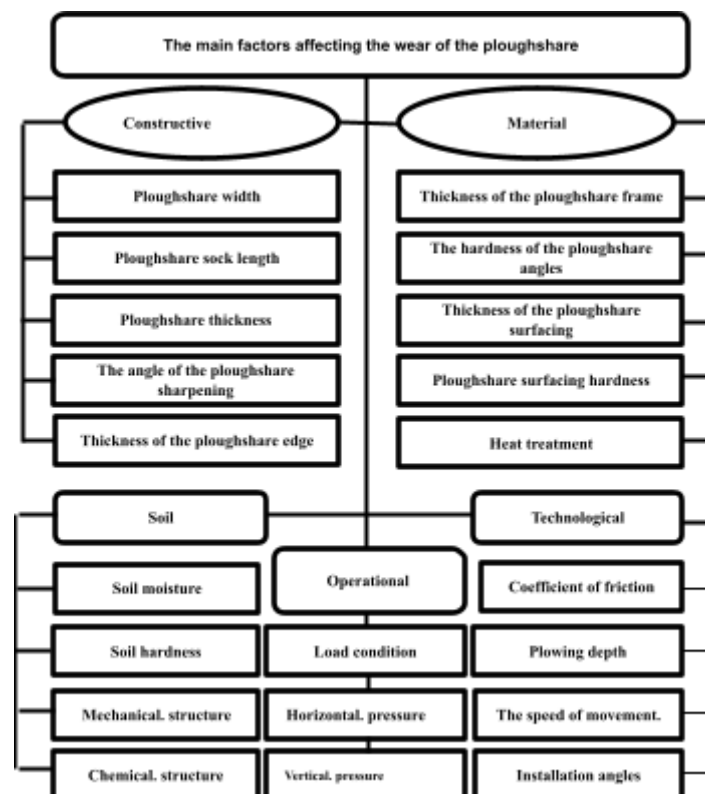 The main factors affecting the wear of the ploughshare
Constructive
Material
Ploughshare width
Thickness of the ploughshare frame
Ploughshare sock length
The hardness of the ploughshare
angles
Ploughshare thickness
Thickness of the ploughshare
surfacing
The angle of the ploughshare
sharpening
Ploughshare surfacing hardness
Thickness of the ploughshare edge
Heat treatment
Soil
Technological
Operational
Soil moisture
Coefficient of friction
Soil hardness
Load condition
Plowing depth
Mechanical. structure
Horizontal. pressure
The speed of movement.
Chemical. structure
Vertical. pressure
Installation angles